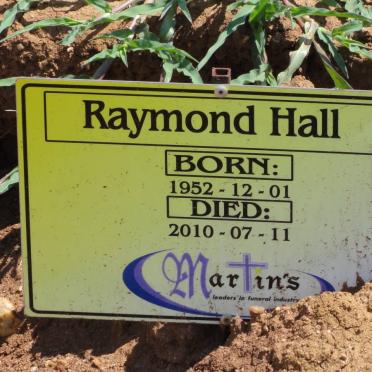 Raymond Hall
BORN:
1952 - 12 - 01
DIED:
2010 - 07 - 11
Martin's
leaders in funeral industry